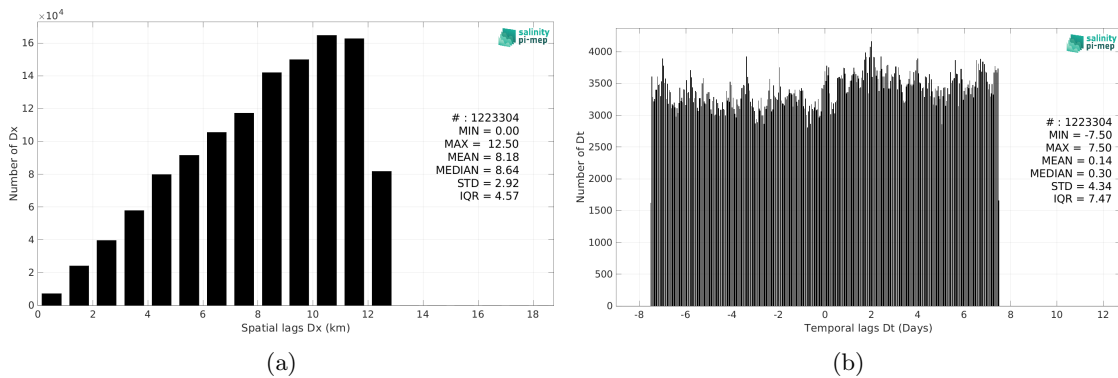 ×10⁴
16
14
12
10
8
6
4
2
0
Number of Dx
salinity
pi-mep
# : 1223304
MIN = 0.00
MAX = 12.50
MEAN = 8.18
MEDIAN = 8.64
STD = 2.92
IQR = 4.57
0 2 4 6 8 10 12 14 16 18
Spatial lags Dx (km)
(a)
4000
3500
3000
2500
2000
1500
1000
500
0
Number of Dt
salinity
pi-mep
# : 1223304
MIN = -7.50
MAX = 7.50
MEAN = 0.14
MEDIAN = 0.30
STD = 4.34
IQR = 7.47
-8 -6 -4 -2 0 2 4 6 8 10 12
Temporal lags Dt (Days)
(b)